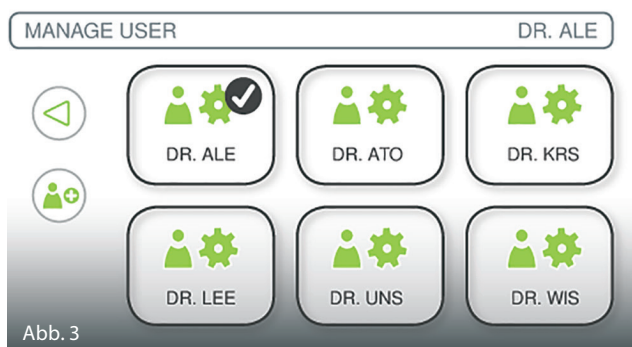 MANAGE USER DR. ALE
DR. ALE DR. ATO DR. KRS
DR. LEE DR. UNS DR. WIS
Abb. 3